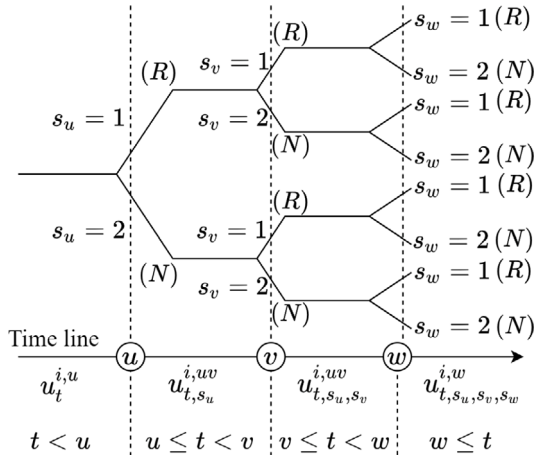 s_w = 1 (R)
(R)
s_v = 1
(R)
s_w = 2 (N)
s_u = 1
s_v = 2
s_w = 1 (R)
(N)
s_w = 2 (N)
s_w = 1 (R)
(R)
s_u = 2
s_v = 1
s_w = 2 (N)
(N)
s_v = 2
s_w = 1 (R)
(N)
s_w = 2 (N)
Time line
u v w
u_t^{i,u} u_{t,s_u}^{i,uv} u_{t,s_u,s_v}^{i,uv} u_{t,s_u,s_v,s_w}^{i,w}
t < u u ≤ t < v v ≤ t < w w ≤ t